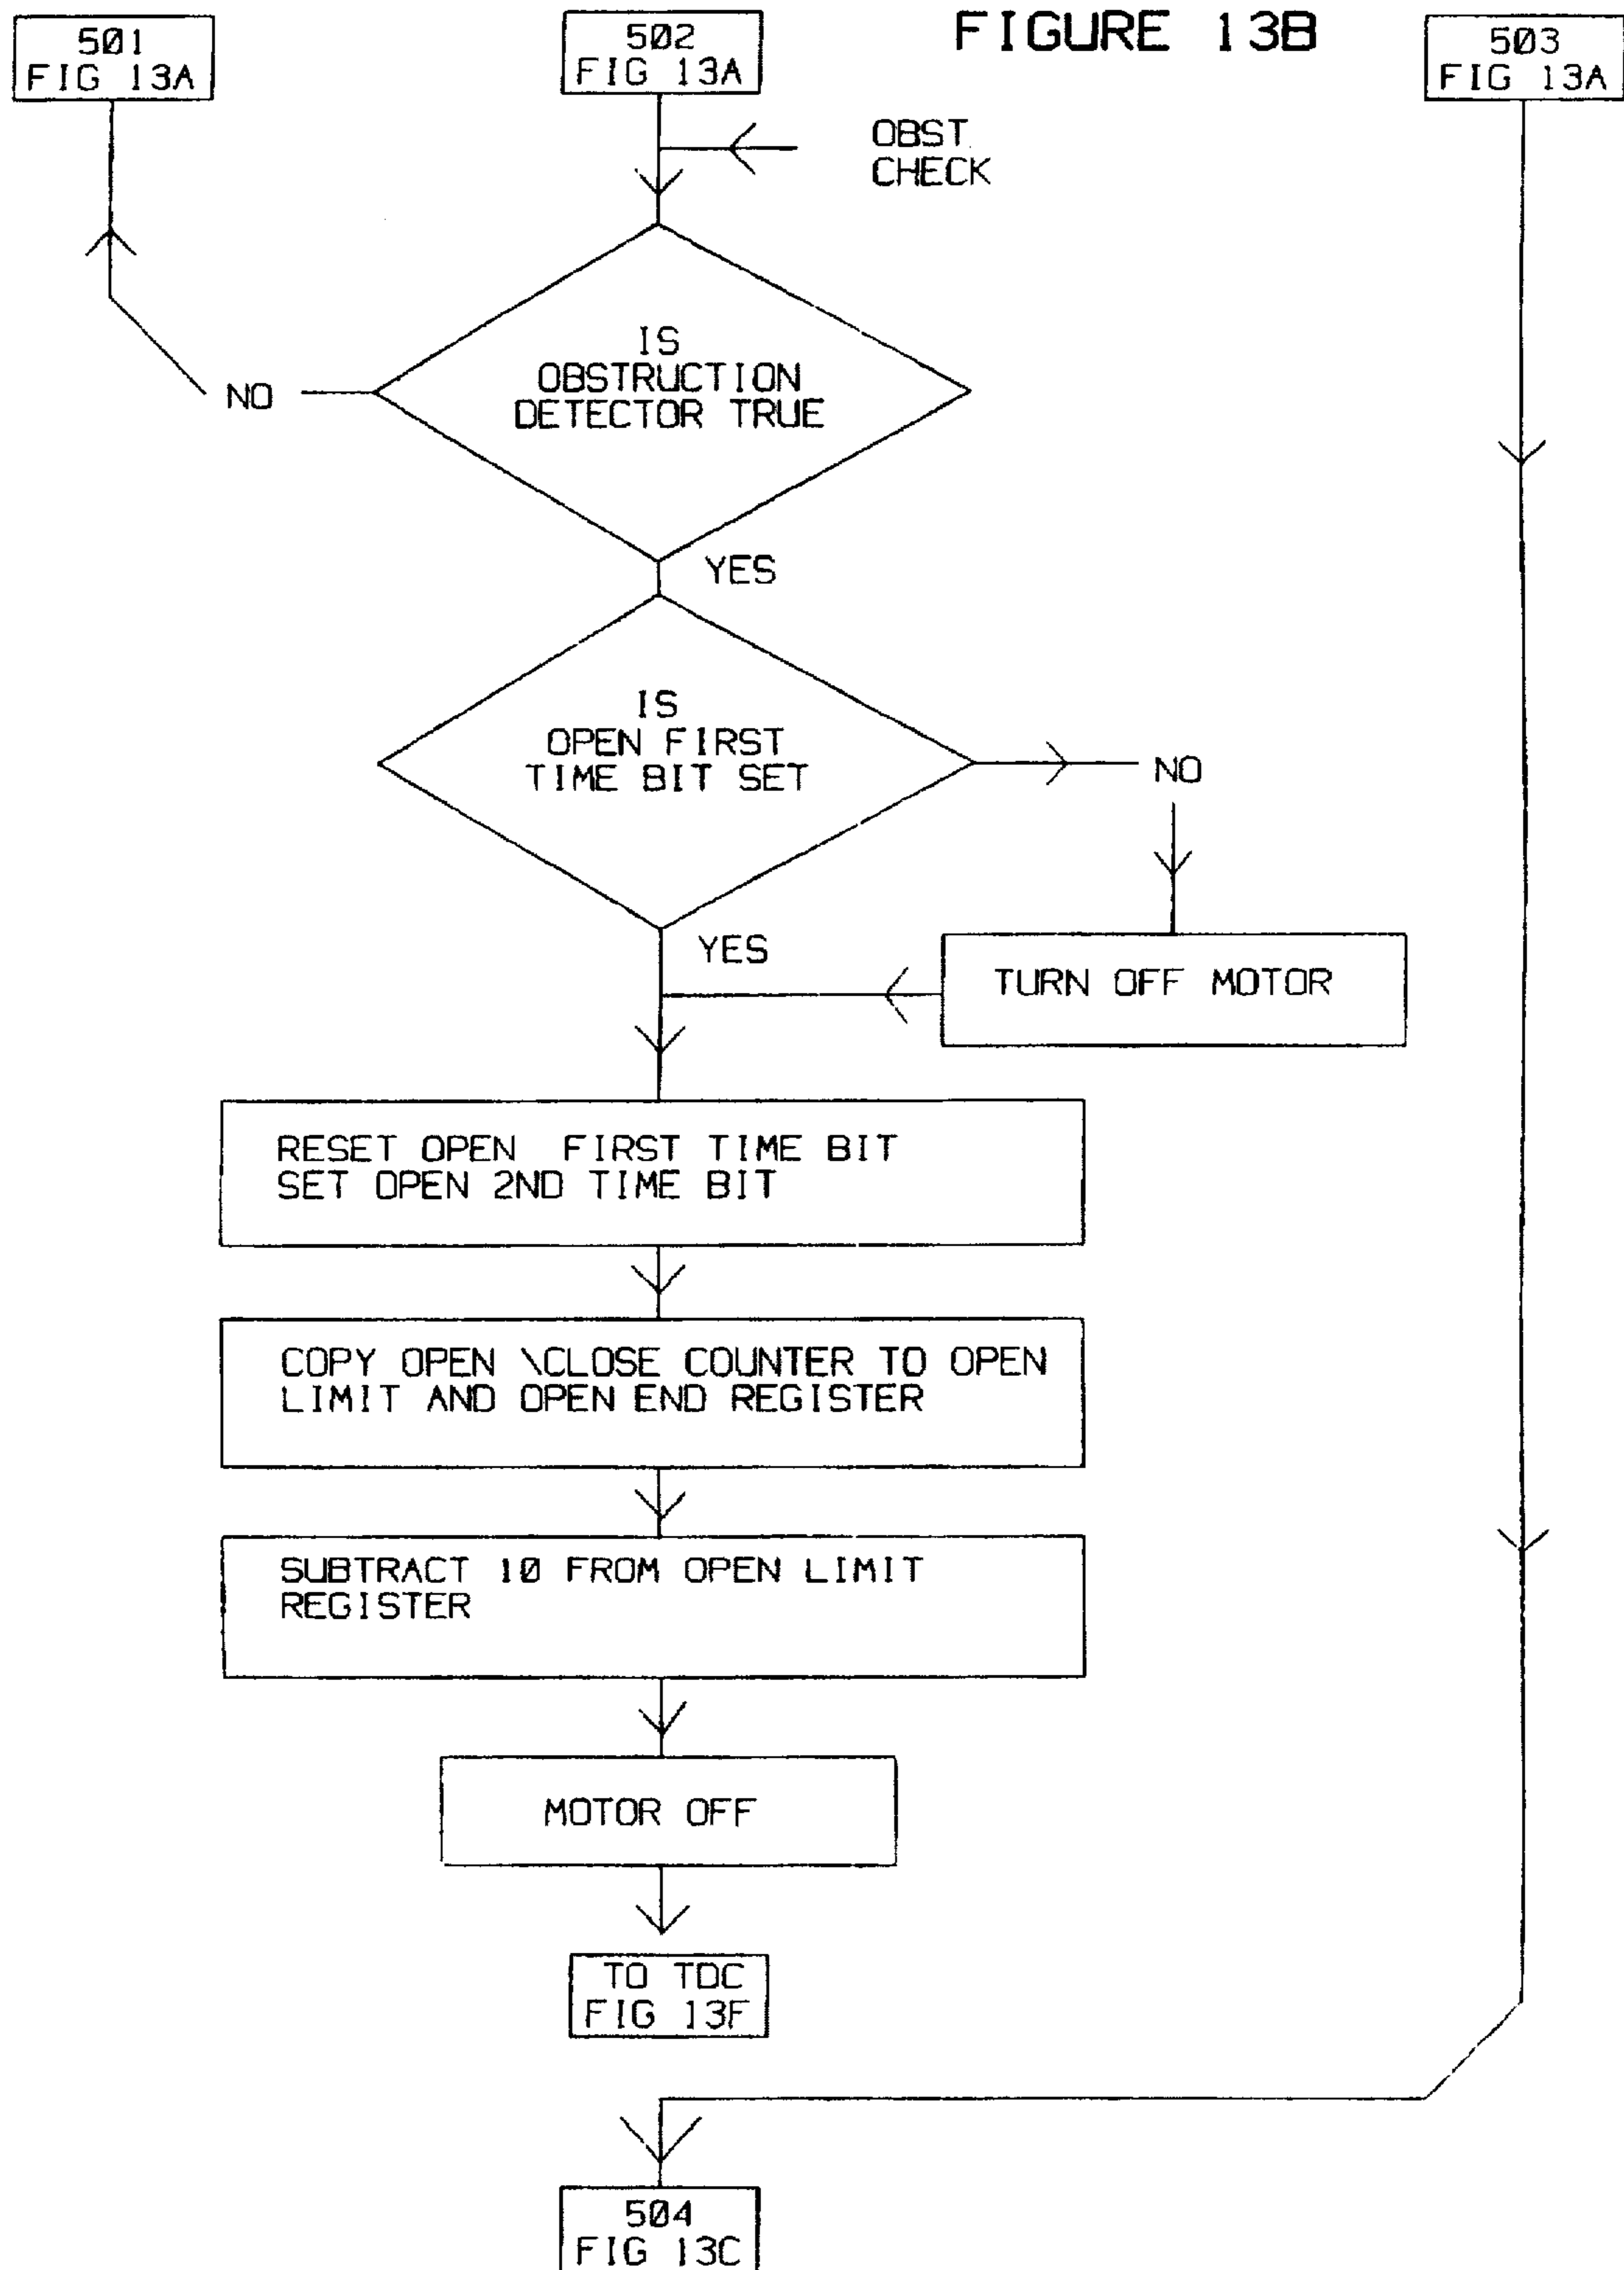 FIGURE 13B
501
FIG 13A
502
FIG 13A
503
FIG 13A
OBST
CHECK
IS
OBSTRUCTION
DETECTOR TRUE
NO
YES
IS
OPEN FIRST
TIME BIT SET
NO
YES
TURN OFF MOTOR
RESET OPEN FIRST TIME BIT
SET OPEN 2ND TIME BIT
COPY OPEN \CLOSE COUNTER TO OPEN
LIMIT AND OPEN END REGISTER
SUBTRACT 10 FROM OPEN LIMIT
REGISTER
MOTOR OFF
TO TDC
FIG 13F
504
FIG 13C